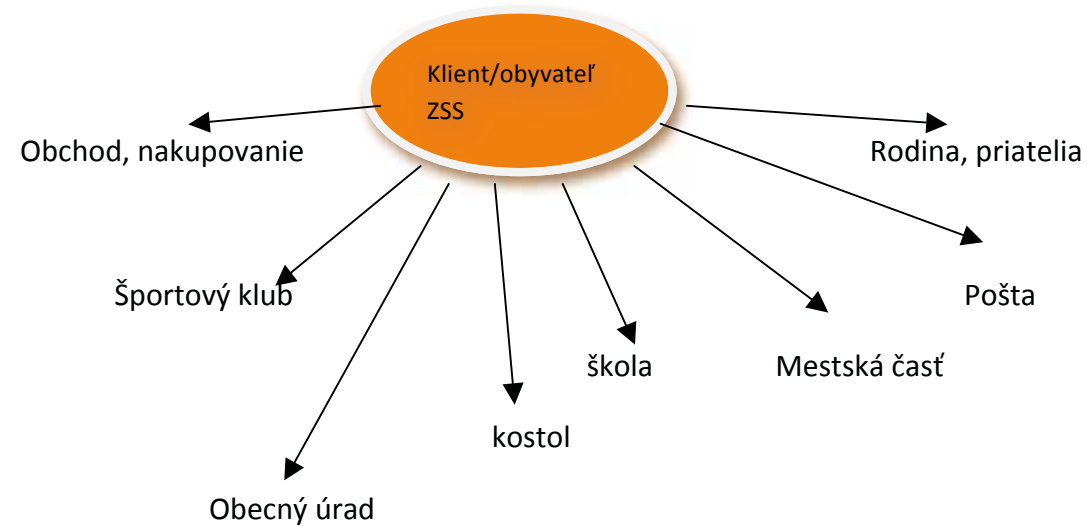 Klient/obyvateľ
ZSS
Obchod, nakupovanie
Rodina, priatelia
Športový klub
Pošta
škola
Mestská časť
kostol
Obecný úrad